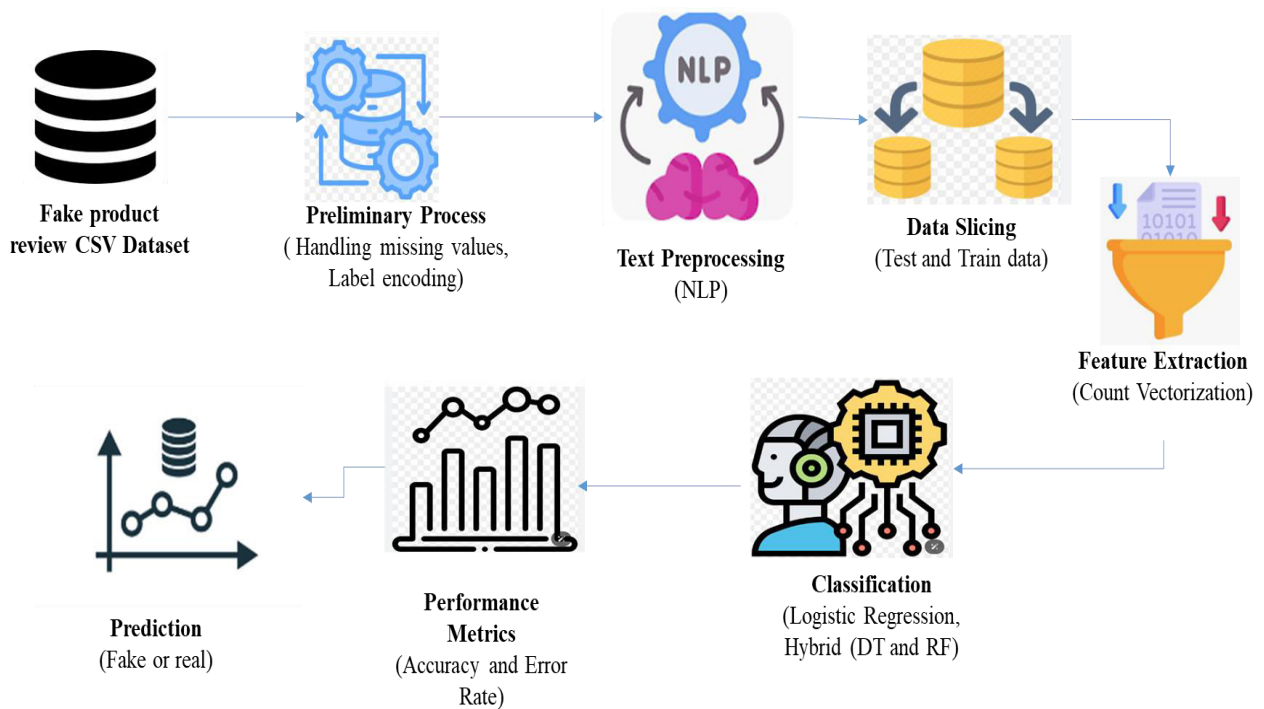 NLP
Fake product
review CSV Dataset
Preliminary Process
( Handling missing values,
Label encoding)
Text Preprocessing
(NLP)
Data Slicing
(Test and Train data)
10101
01010
Feature Extraction
(Count Vectorization)
Classification
(Logistic Regression,
Hybrid (DT and RF)
Performance
Metrics
(Accuracy and Error
Rate)
Prediction
(Fake or real)